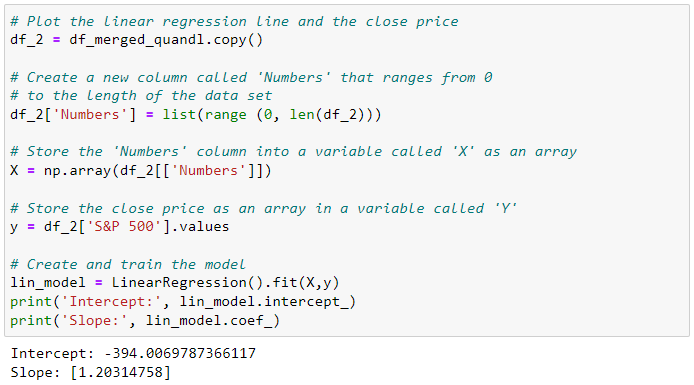 # Plot the linear regression line and the close price
df_2 = df_merged_quandl.copy()
# Create a new column called 'Numbers' that ranges from 0
# to the length of the data set
df_2['Numbers'] = list(range (0, len(df_2)))
# Store the 'Numbers' column into a variable called 'X' as an array
X = np.array(df_2[['Numbers']])
# Store the close price as an array in a variable called 'Y'
y = df_2['S&P 500'].values
# Create and train the model
lin_model = LinearRegression().fit(X,y)
print('Intercept:', lin_model.intercept_)
print('Slope:', lin_model.coef_)
Intercept: -394.0069787366117
Slope: [1.20314758]